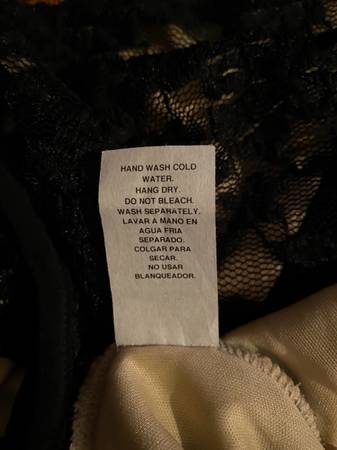 HAND WASH COLD
WATER.
HANG DRY.
DO NOT BLEACH.
WASH SEPARATELY.
LAVAR A MANO EN
AGUA FRIA
SEPARADO.
COLGAR PARA
SECAR.
NO USAR
BLANQUEADOR.